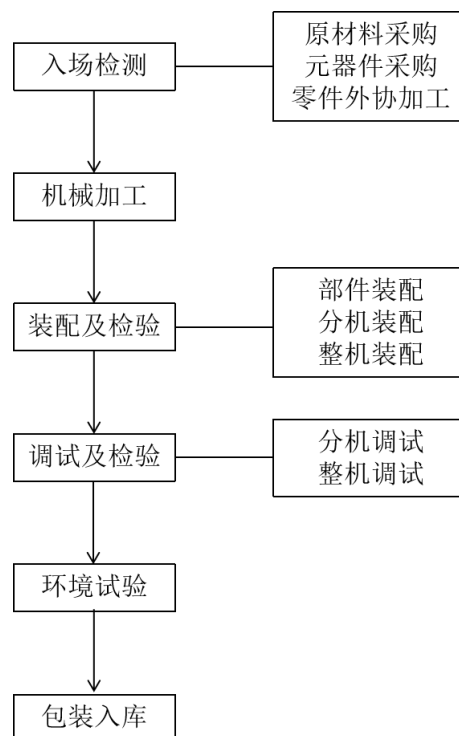 入场检测
原材料采购
元器件采购
零件外协加工
机械加工
装配及检验
部件装配
分机装配
整机装配
调试及检验
分机调试
整机调试
环境试验
包装入库